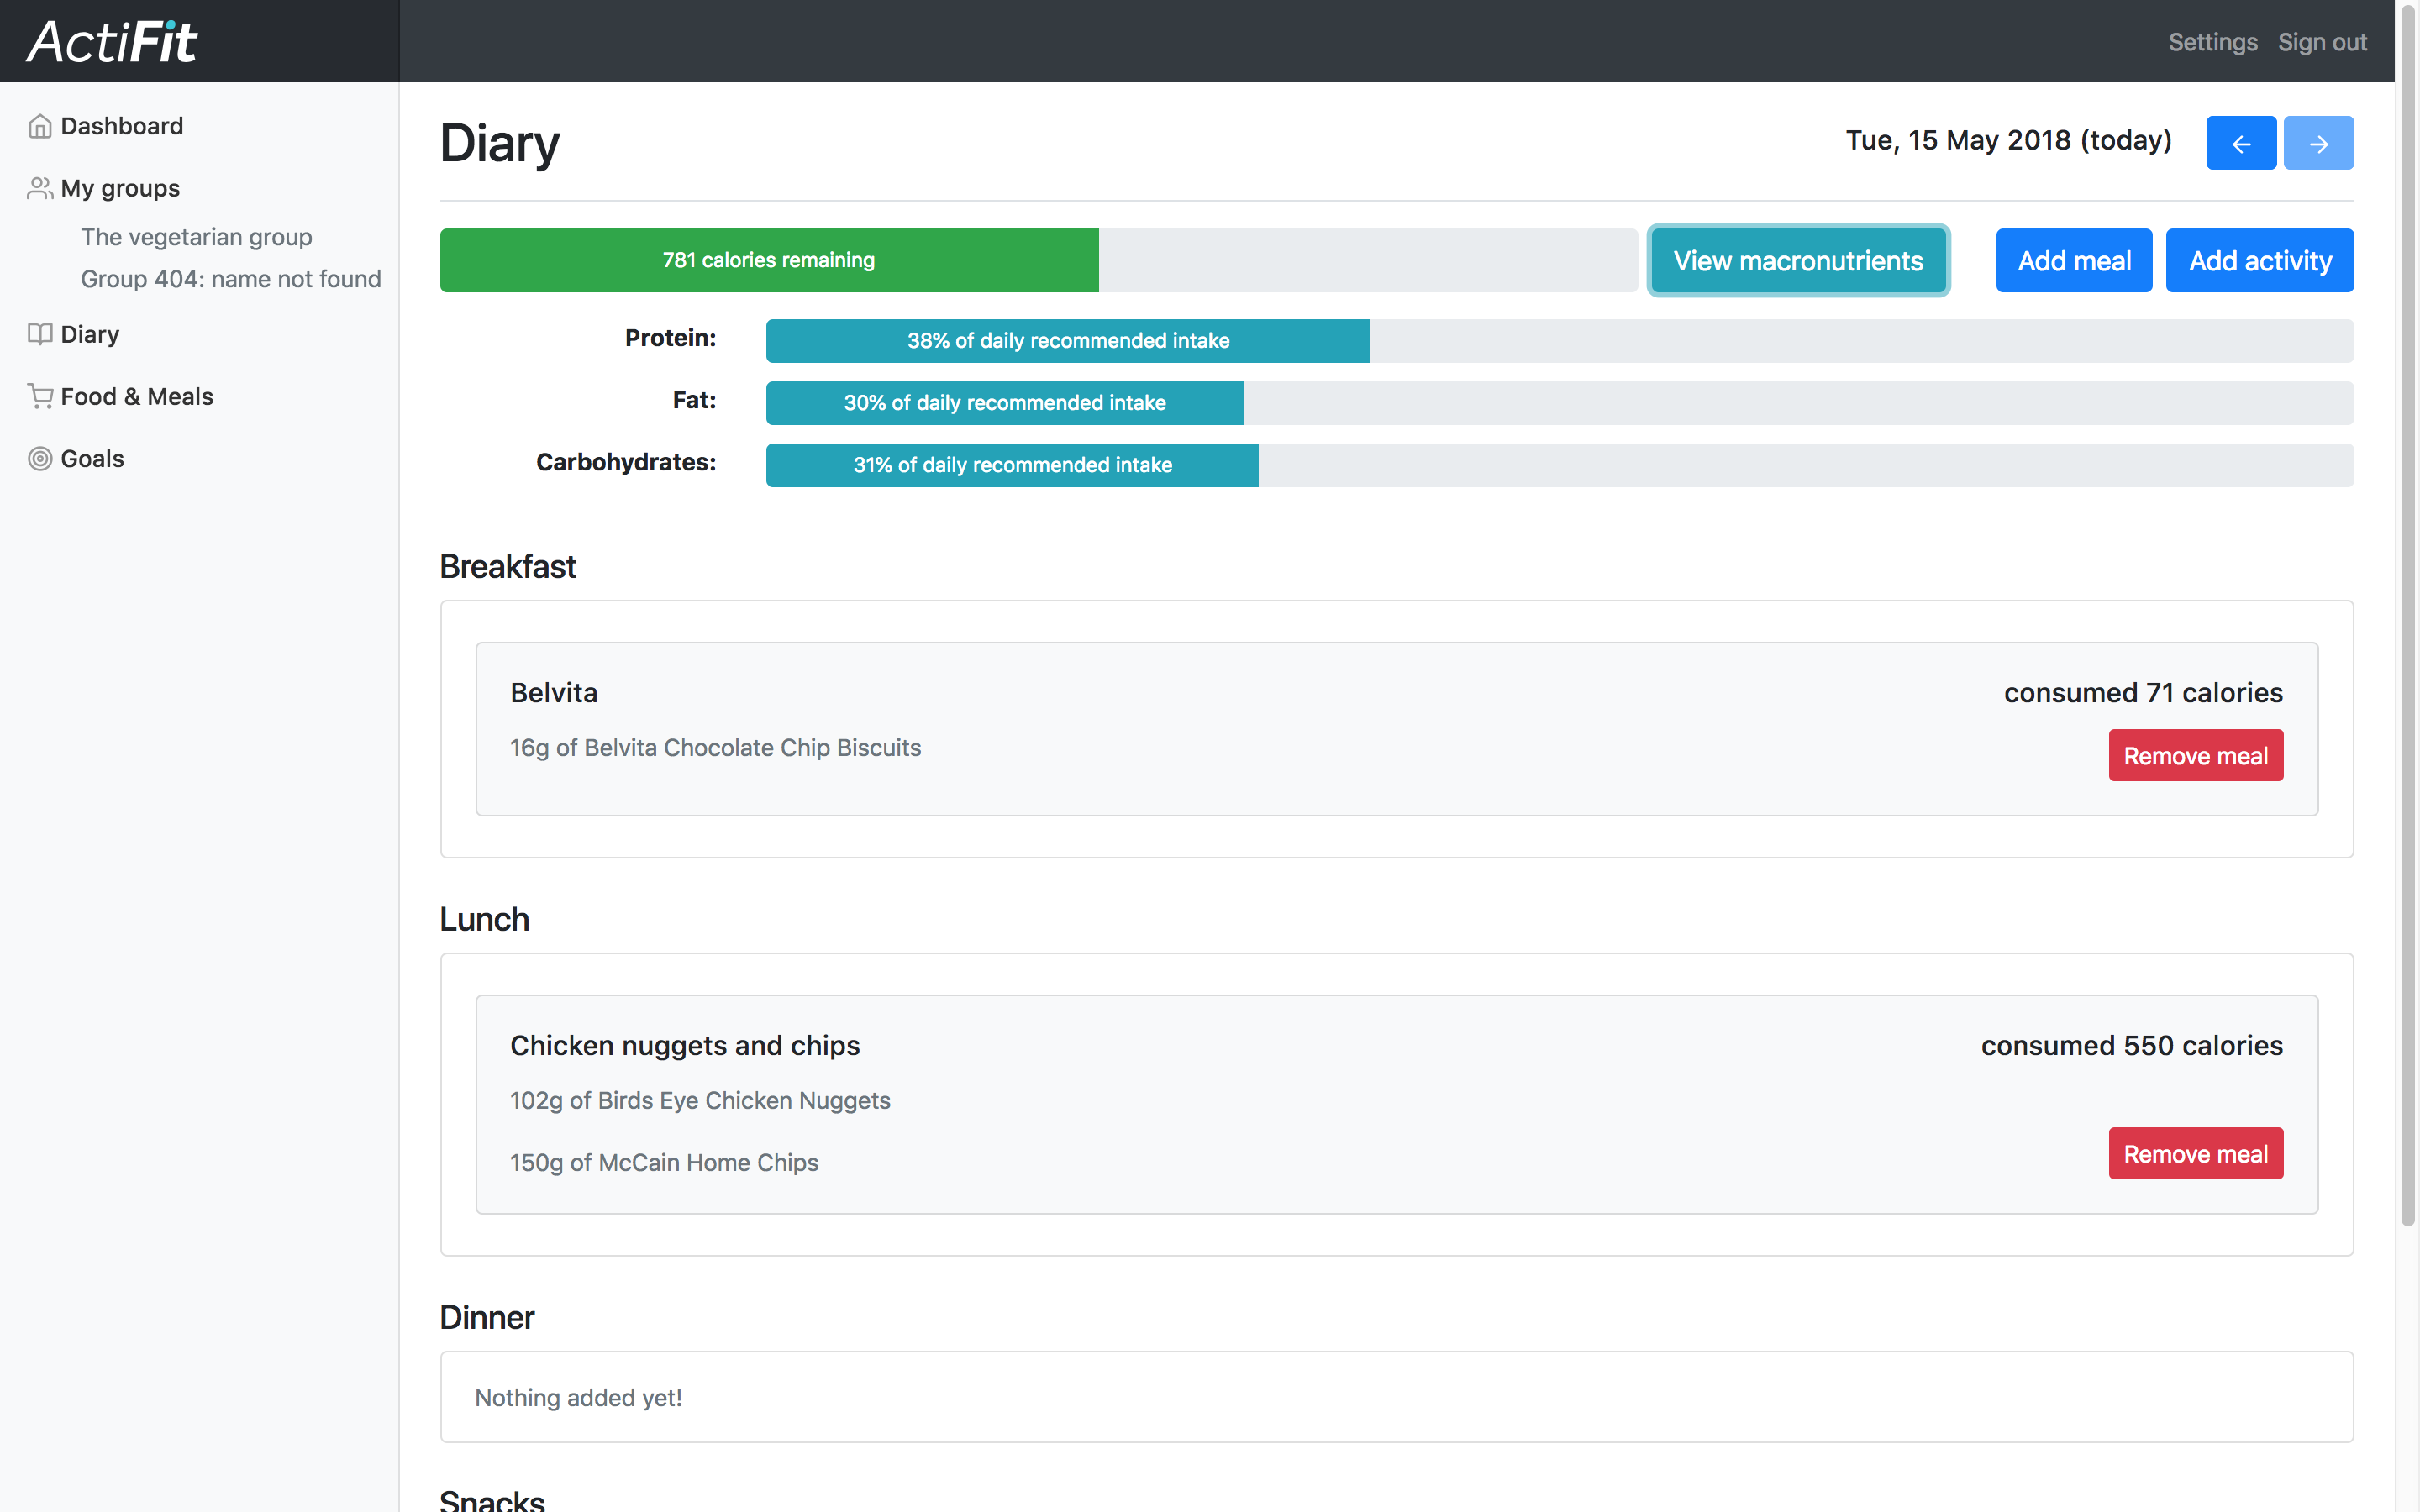 ActiFit
Settings Sign out
Dashboard
My groups
The vegetarian group
Group 404: name not found
Diary
Food & Meals
Goals
Diary
Tue, 15 May 2018 (today)
781 calories remaining
View macronutrients
Add meal
Add activity
Protein: 38% of daily recommended intake
Fat: 30% of daily recommended intake
Carbohydrates: 31% of daily recommended intake
Breakfast
Belvita consumed 71 calories
16g of Belvita Chocolate Chip Biscuits
Remove meal
Lunch
Chicken nuggets and chips consumed 550 calories
102g of Birds Eye Chicken Nuggets
150g of McCain Home Chips
Remove meal
Dinner
Nothing added yet!
Snacks